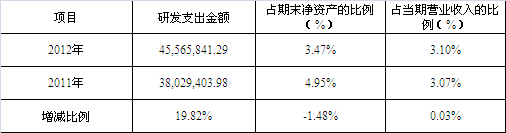 项目 研发支出金额 占期末净资产的比例（%） 占当期营业收入的比例（%）
2012年 45,565,841.29 3.47% 3.10%
2011年 38,029,403.98 4.95% 3.07%
增减比例 19.82% -1.48% 0.03%